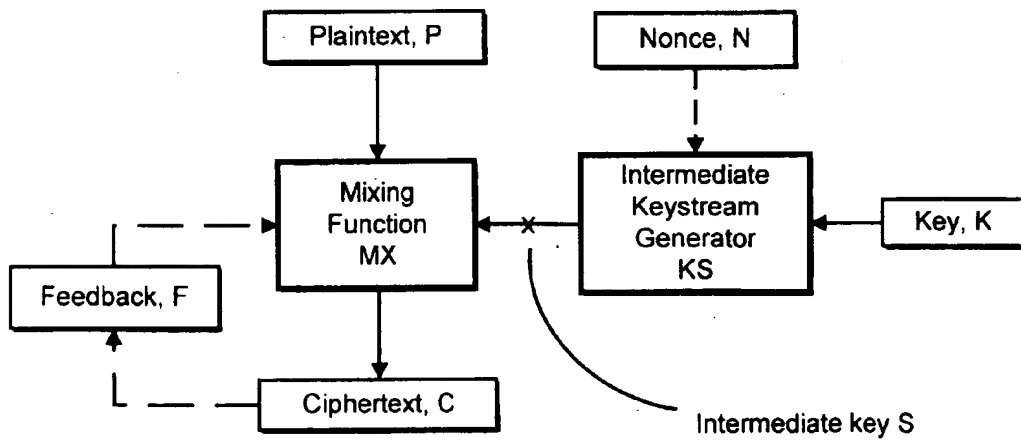 Plaintext, P
Nonce, N
Mixing
Function
MX
Intermediate
Keystream
Generator
KS
Key, K
Feedback, F
Ciphertext, C
Intermediate key S